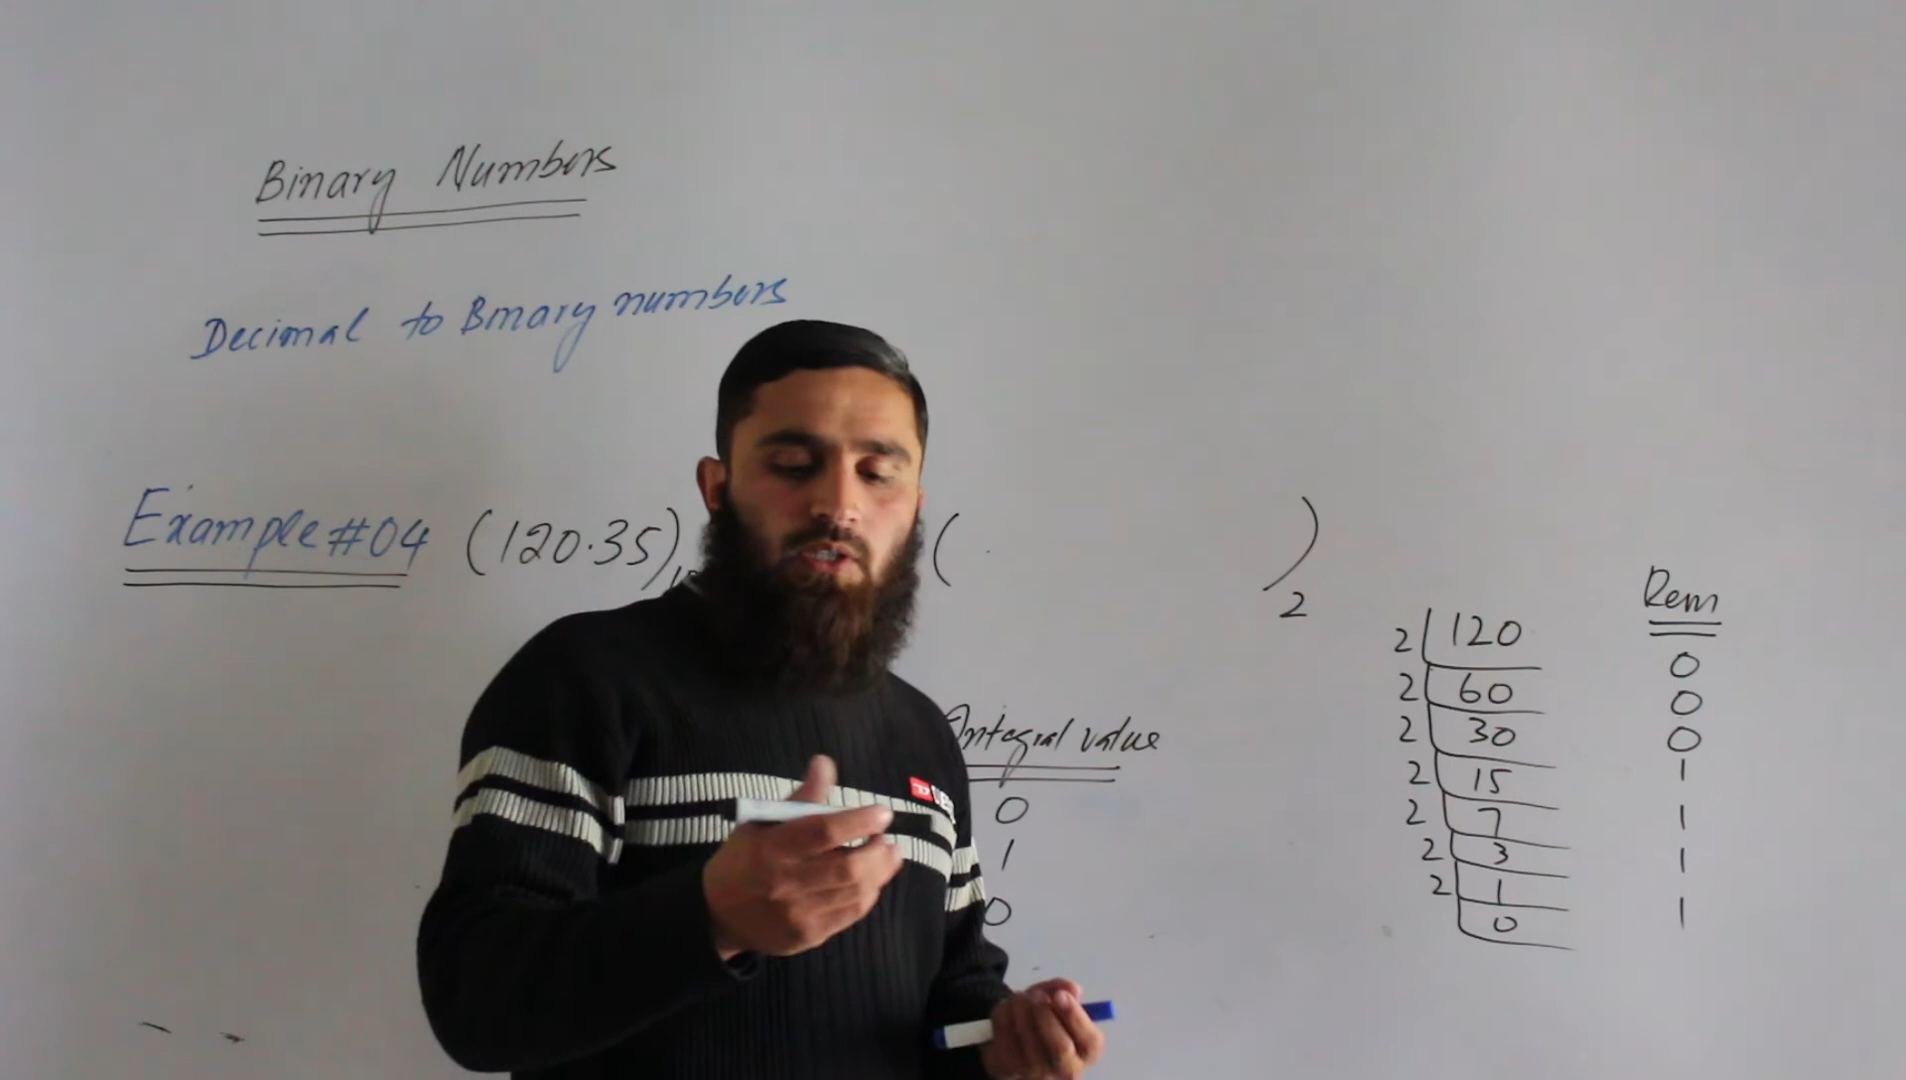 Binary Numbers
Decimal to Binary numbers
Example #04 (120.35)
( . )2
Integral value
0
1
0
Rem
2 120 0
2 60 0
2 30 0
2 15 1
2 7 1
2 3 1
2 1 1
0